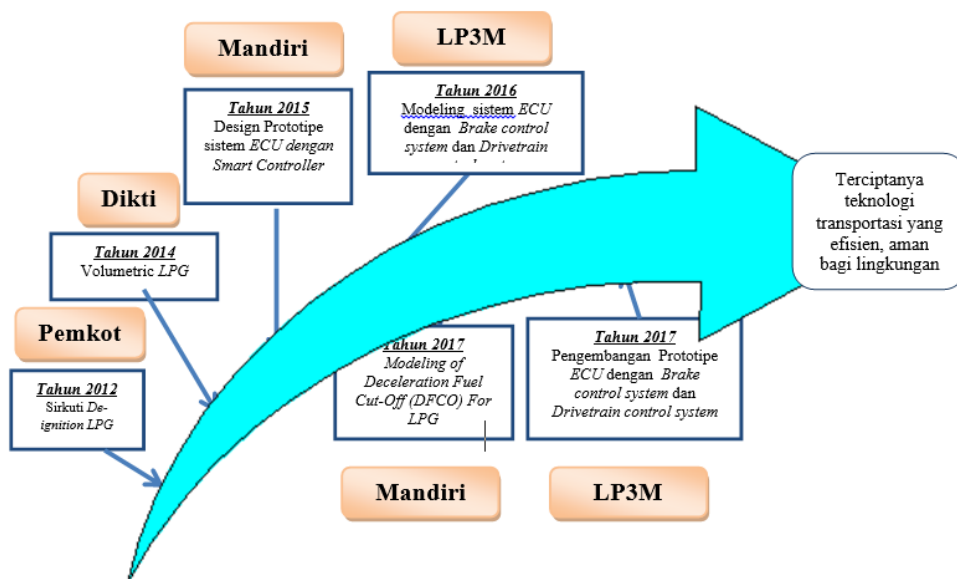 Pemkot
Tahun 2012
Sirkuti De-
ignition LPG
Dikti
Tahun 2014
Volumetric LPG
Mandiri
Tahun 2015
Design Prototipe
sistem ECU dengan
Smart Controller
LP3M
Tahun 2016
Modeling sistem ECU
dengan Brake control
system dan Drivetrain
Tahun 2017
Modeling of
Deceleration Fuel
Cut-Off (DFCO) For
LPG
Mandiri
Tahun 2017
Pengembangan Prototipe
ECU dengan Brake
control system dan
Drivetrain control system
LP3M
Terciptanya
teknologi
transportasi yang
efisien, aman
bagi lingkungan